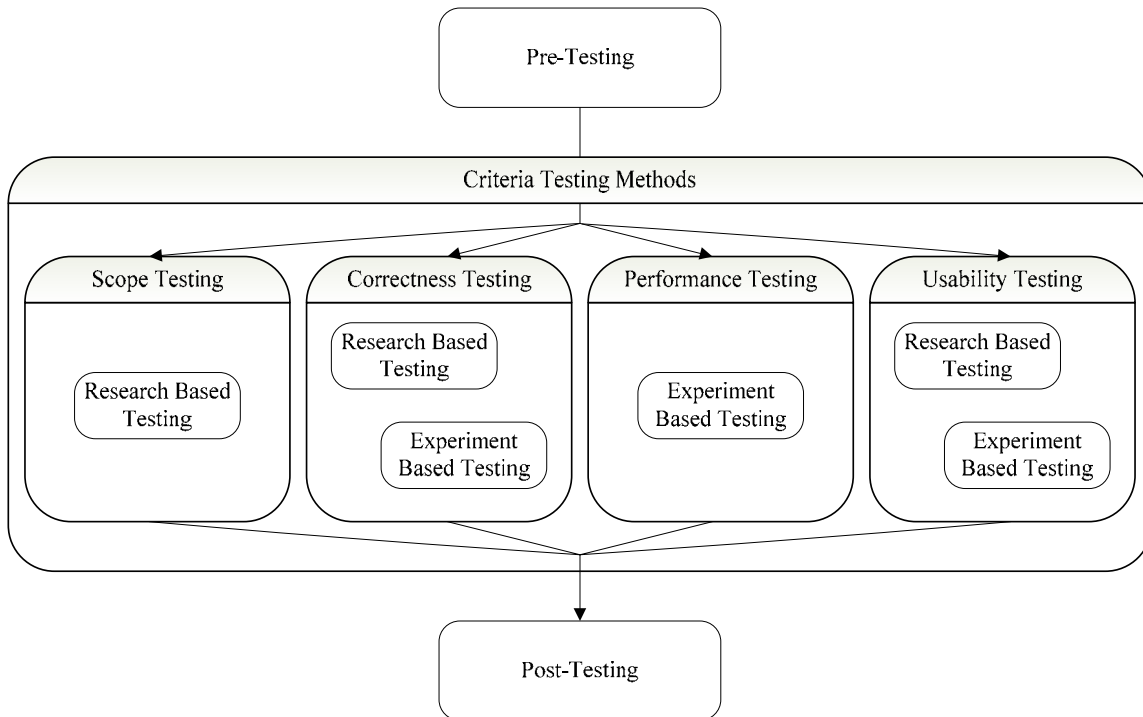 Pre-Testing
Criteria Testing Methods
Scope Testing
Research Based
Testing
Correctness Testing
Research Based
Testing
Experiment
Based Testing
Performance Testing
Experiment
Based Testing
Usability Testing
Research Based
Testing
Experiment
Based Testing
Post-Testing